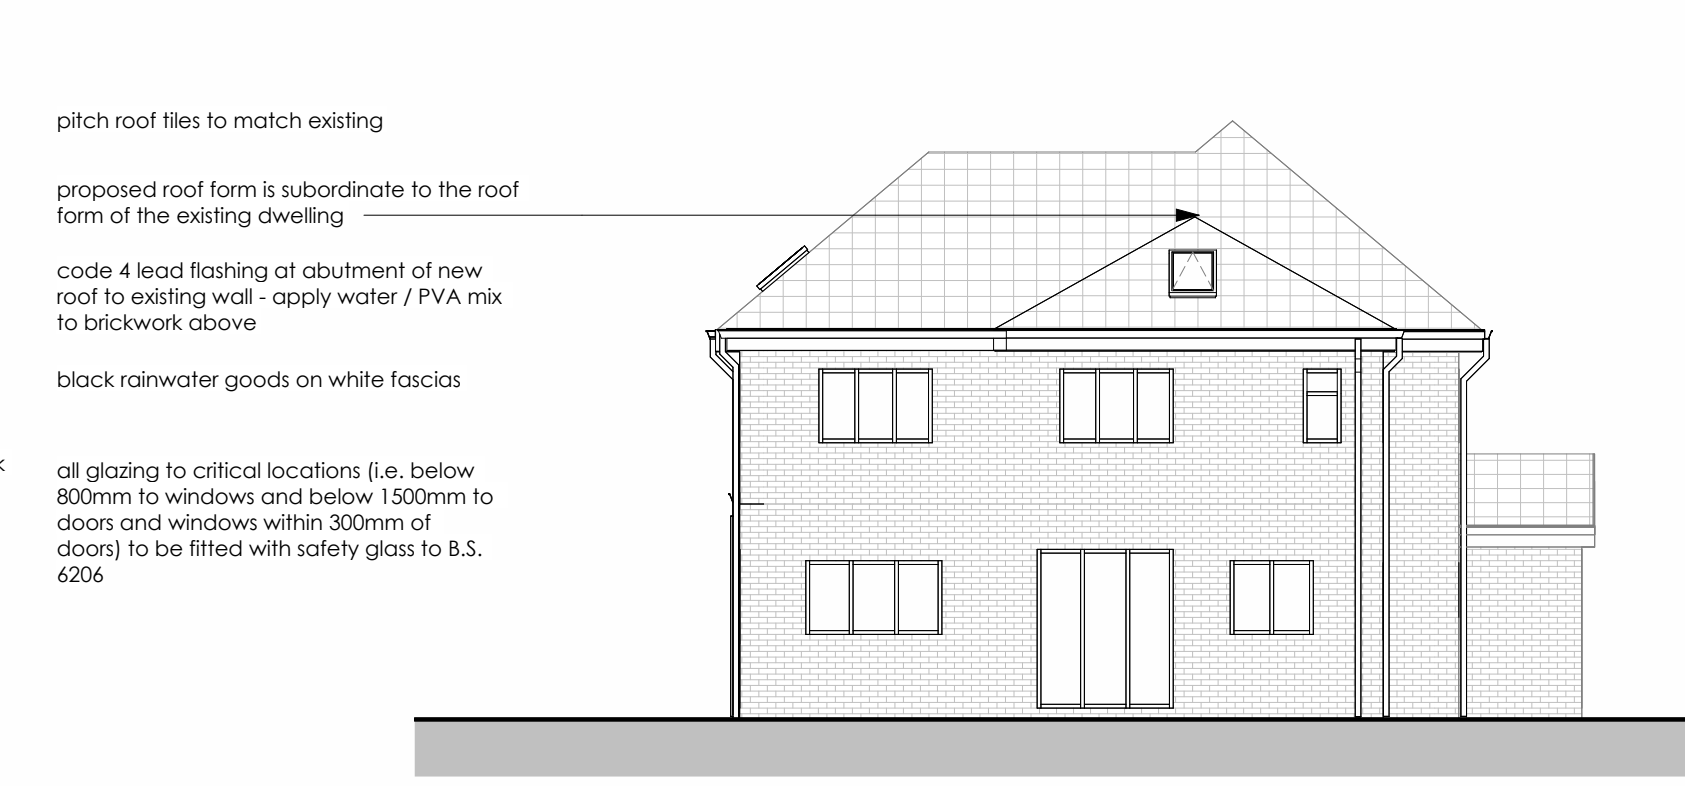 pitch roof tiles to match existing
proposed roof form is subordinate to the roof
form of the existing dwelling
code 4 lead flashing at abutment of new
roof to existing wall - apply water / PVA mix
to brickwork above
black rainwater goods on white fascias
all glazing to critical locations (i.e. below
800mm to windows and below 1500mm to
doors and windows within 300mm of
doors) to be fitted with safety glass to B.S.
6206